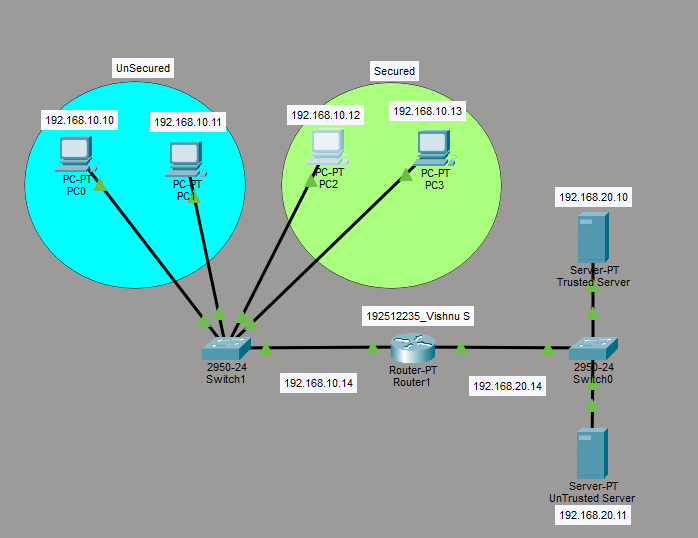 UnSecured
Secured
192.168.10.10
192.168.10.11
192.168.10.12
192.168.10.13
PC-PT
PC0
PC-PT
PC1
PC-PT
PC2
PC-PT
PC3
192.168.20.10
Server-PT
Trusted Server
192512235_Vishnu S
2950-24
Switch1
Router-PT
Router1
2950-24
Switch0
192.168.10.14
192.168.20.14
Server-PT
UnTrusted Server
192.168.20.11